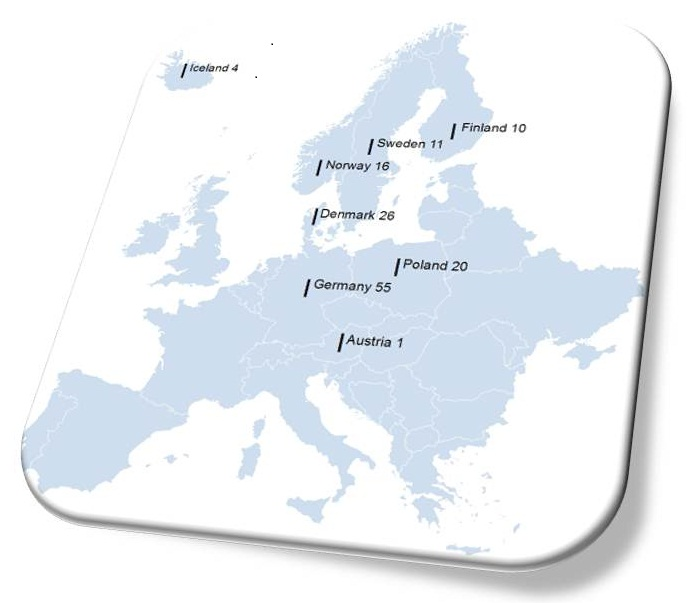 Iceland 4
Finland 10
Sweden 11
Norway 16
Denmark 26
Poland 20
Germany 55
Austria 1